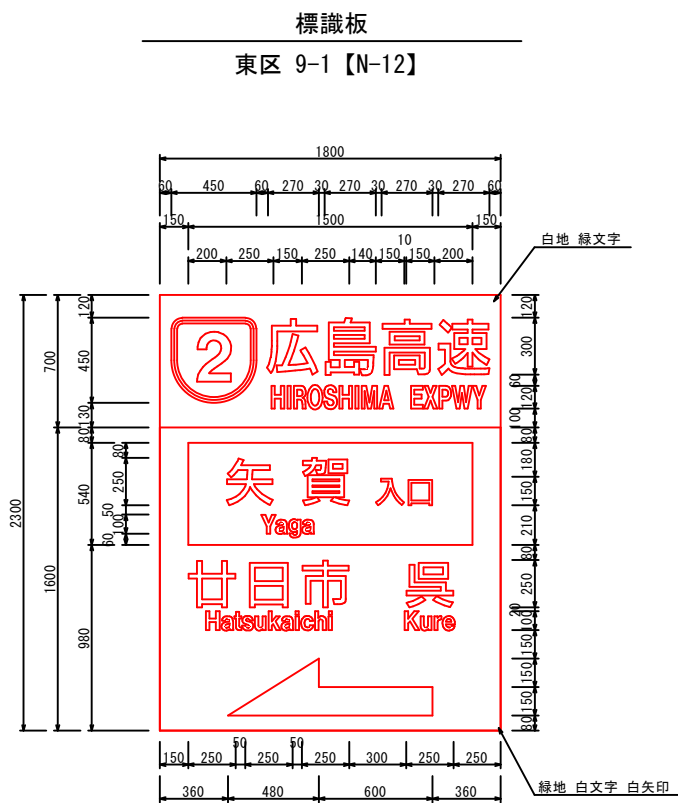 標識板
東区 9-1【N-12】
1800
60 450 60 270 30 270 30 270 30 270 60
150 1500 150
10
200 250 150 250 140 150 150 200
白地 緑文字
2300
700 1600
120 450 130 80 540 980
80 250 50 100 60
2 広島高速
HIROSHIMA EXPWY
矢賀 入口
Yaga
廿日市 呉
Hatsukaichi Kure
120 300 60 120 100 80 180 150 210 80 250 20 100 150 150 150 80
150 250 50 250 50 250 300 250 250
緑地 白文字 白矢印
360 480 600 360